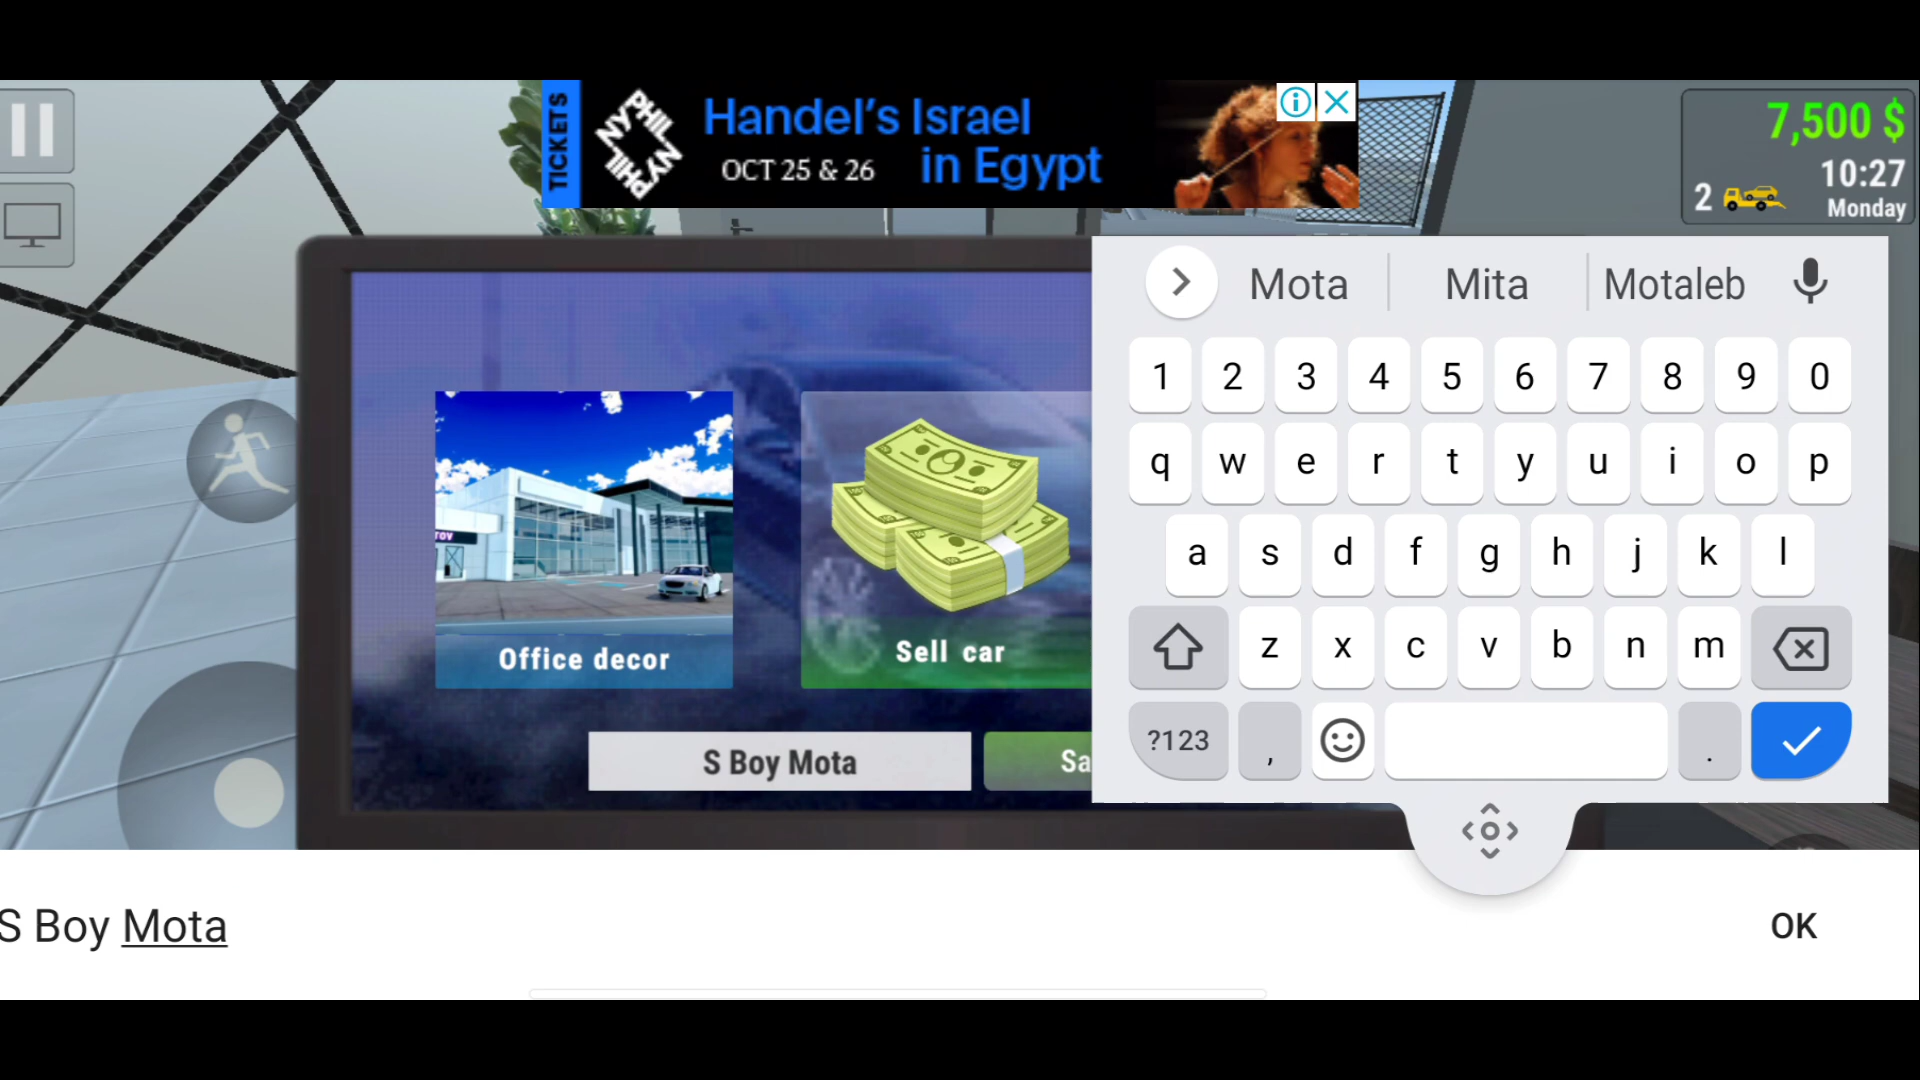 TICKETS
NYPHIL
NYPHIL
Handel's Israel
in Egypt
OCT 25 & 26
7,500 $
10:27
2
Monday
Mota
Mita
Motaleb
1 2 3 4 5 6 7 8 9 0
q w e r t y u i o p
a s d f g h j k l
z x c v b n m
?123 , .
Office decor
Sell car
S Boy Mota
Sa
S Boy Mota
OK